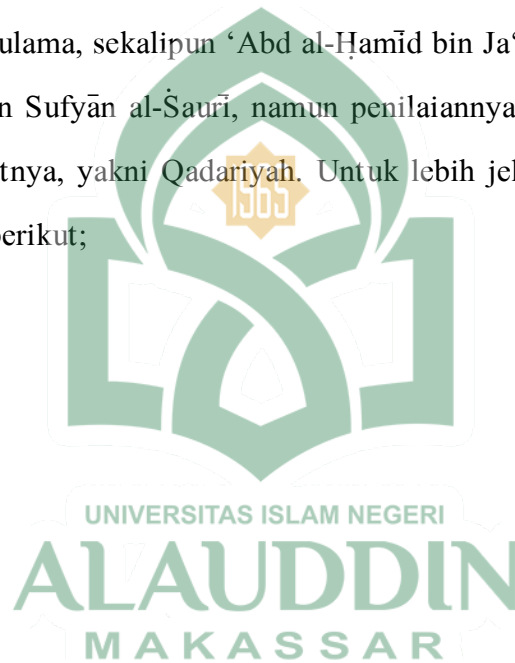 ulama, sekalipun ‘Abd al-Ḥamīd bin Ja‘
n Sufyān al-Ṡaurī, namun penilaiannya
tnya, yakni Qadariyah. Untuk lebih jel
berikut;
1965
UNIVERSITAS ISLAM NEGERI
ALAUDDIN
MAKASSAR